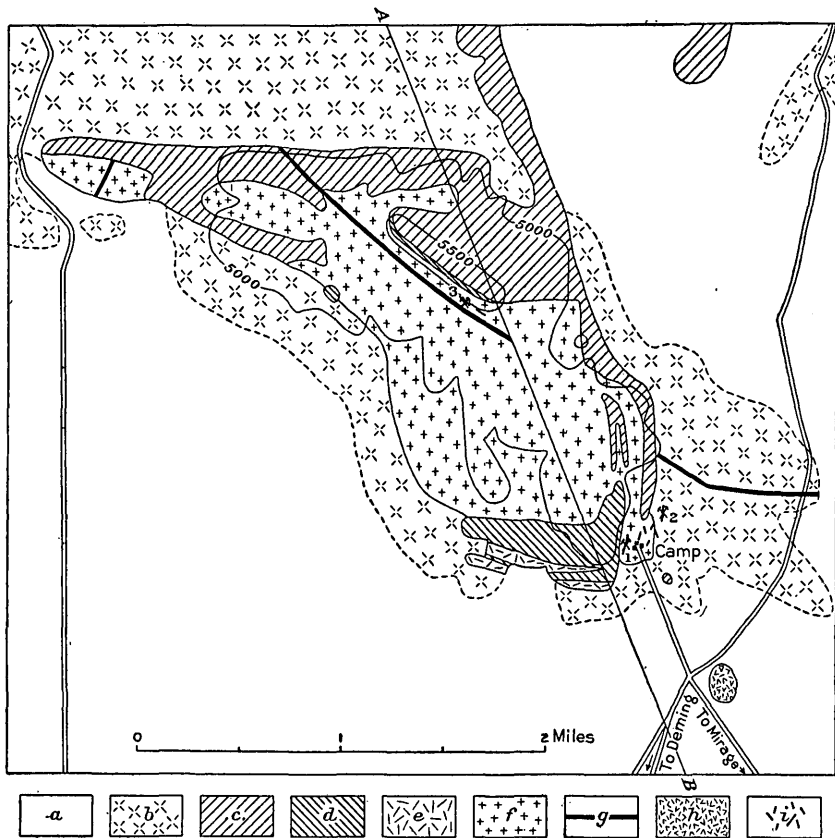 A
5000
5500
5000
3
2
1
Camp
To Deming
To Mirage
0 1 2 Miles
B
a b c d e f g h i